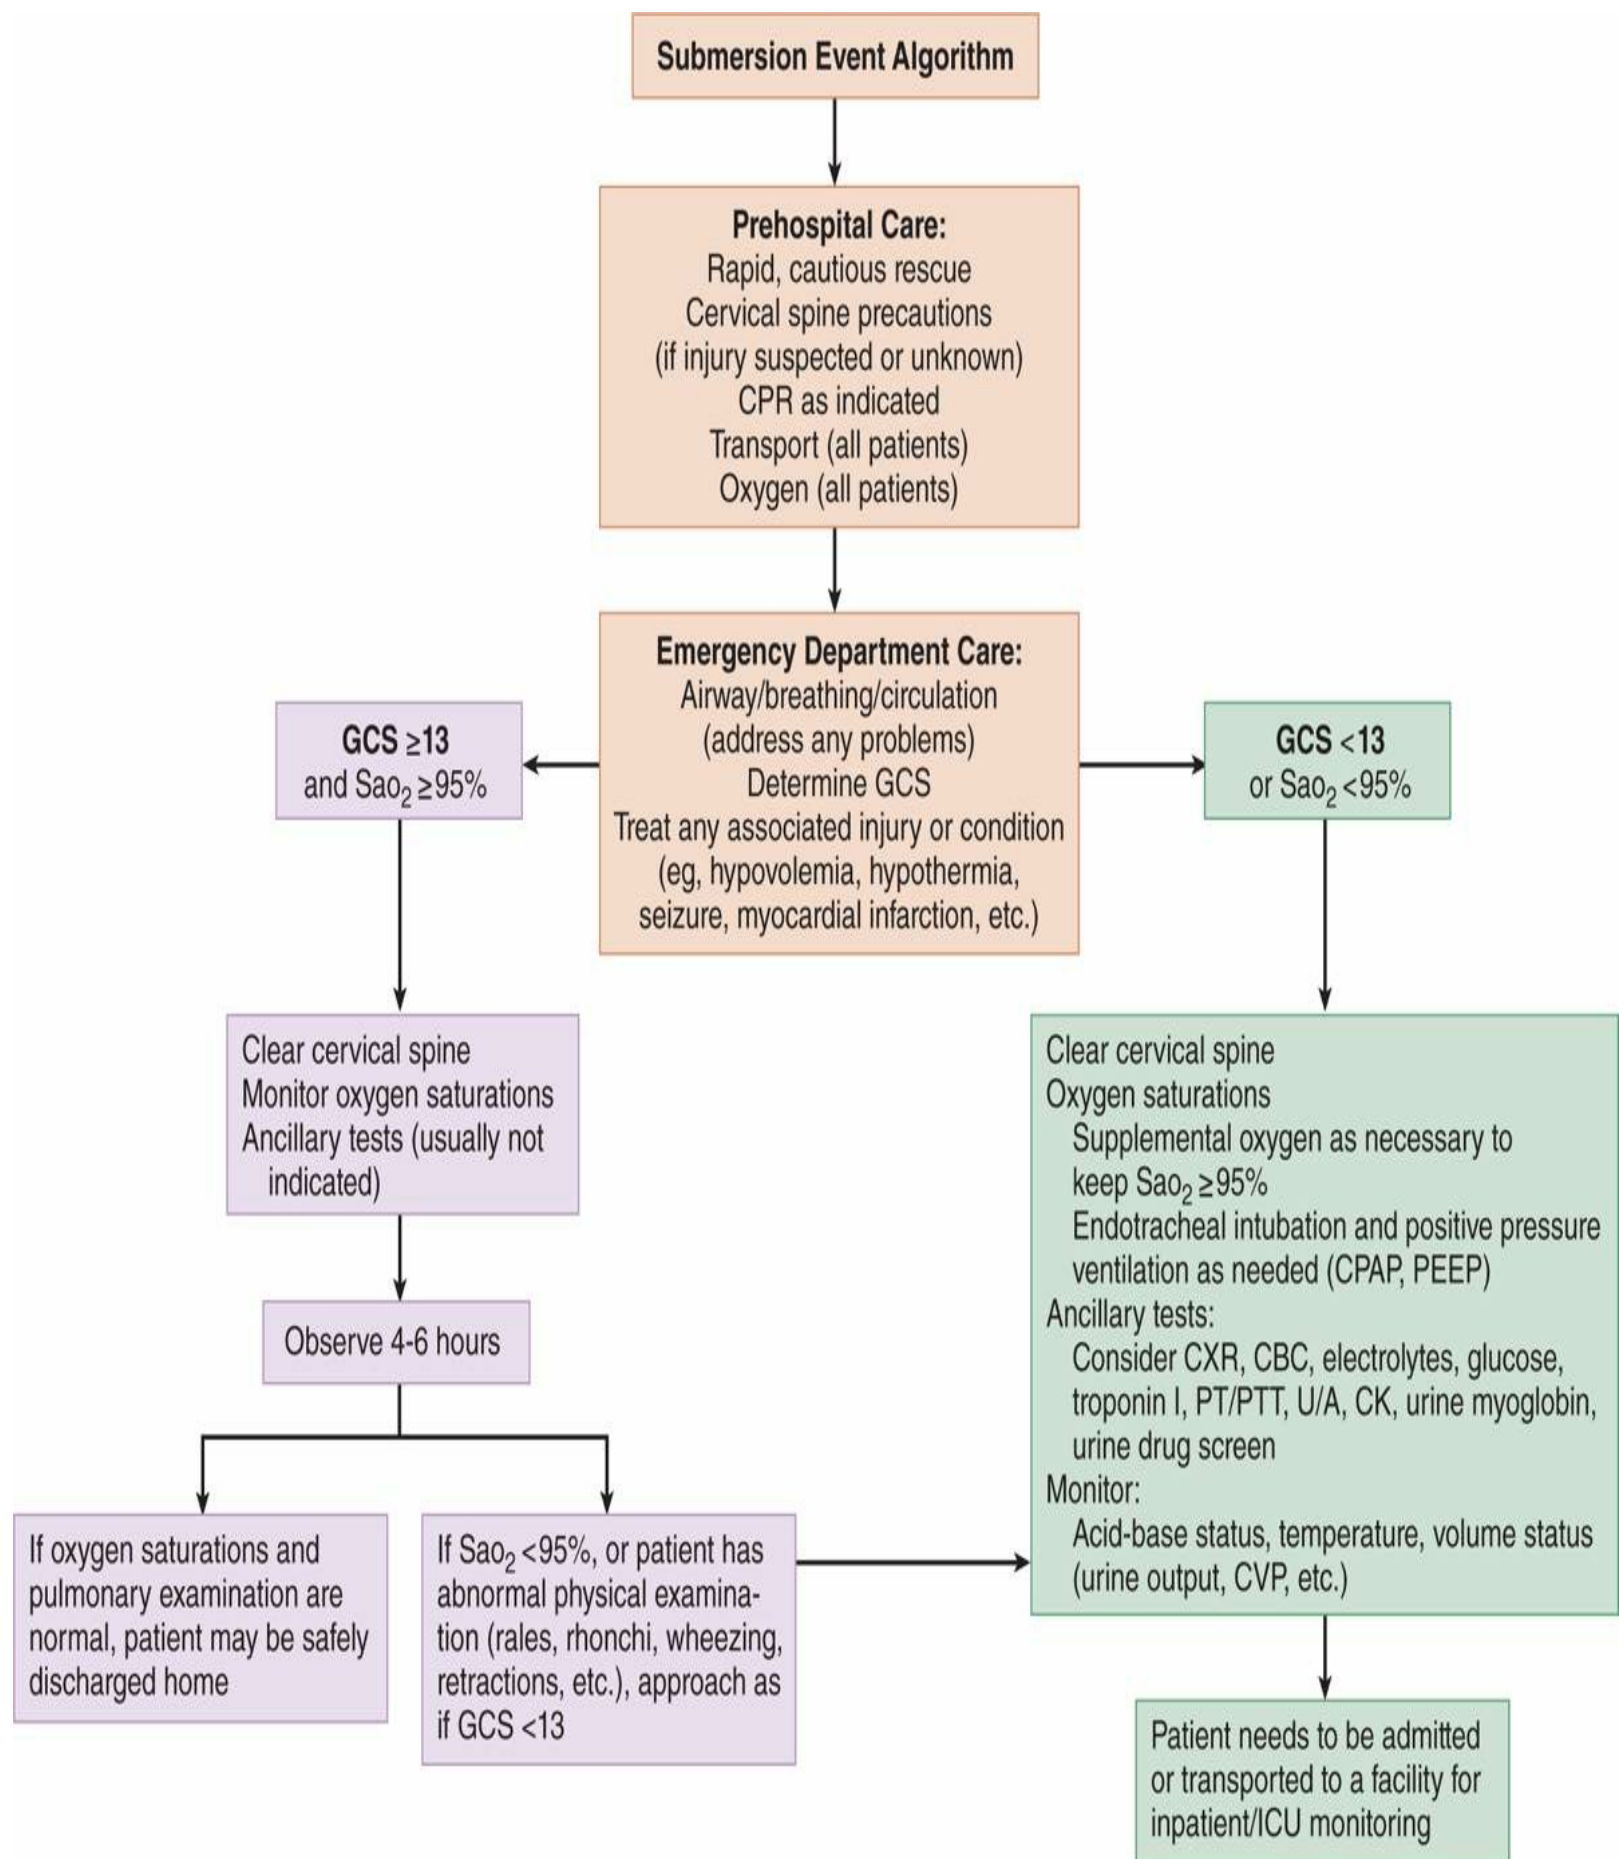 Submersion Event Algorithm
Prehospital Care:
Rapid, cautious rescue
Cervical spine precautions
(if injury suspected or unknown)
CPR as indicated
Transport (all patients)
Oxygen (all patients)
Emergency Department Care:
Airway/breathing/circulation
(address any problems)
Determine GCS
Treat any associated injury or condition
(eg, hypovolemia, hypothermia,
seizure, myocardial infarction, etc.)
GCS ≥13
and Sao₂ ≥95%
GCS <13
or Sao₂ <95%
Clear cervical spine
Monitor oxygen saturations
Ancillary tests (usually not
indicated)
Observe 4-6 hours
If oxygen saturations and
pulmonary examination are
normal, patient may be safely
discharged home
If Sao₂ <95%, or patient has
abnormal physical examina-
tion (rales, rhonchi, wheezing,
retractions, etc.), approach as
if GCS <13
Clear cervical spine
Oxygen saturations
Supplemental oxygen as necessary to
keep Sao₂ ≥95%
Endotracheal intubation and positive pressure
ventilation as needed (CPAP, PEEP)
Ancillary tests:
Consider CXR, CBC, electrolytes, glucose,
troponin I, PT/PTT, U/A, CK, urine myoglobin,
urine drug screen
Monitor:
Acid-base status, temperature, volume status
(urine output, CVP, etc.)
Patient needs to be admitted
or transported to a facility for
inpatient/ICU monitoring